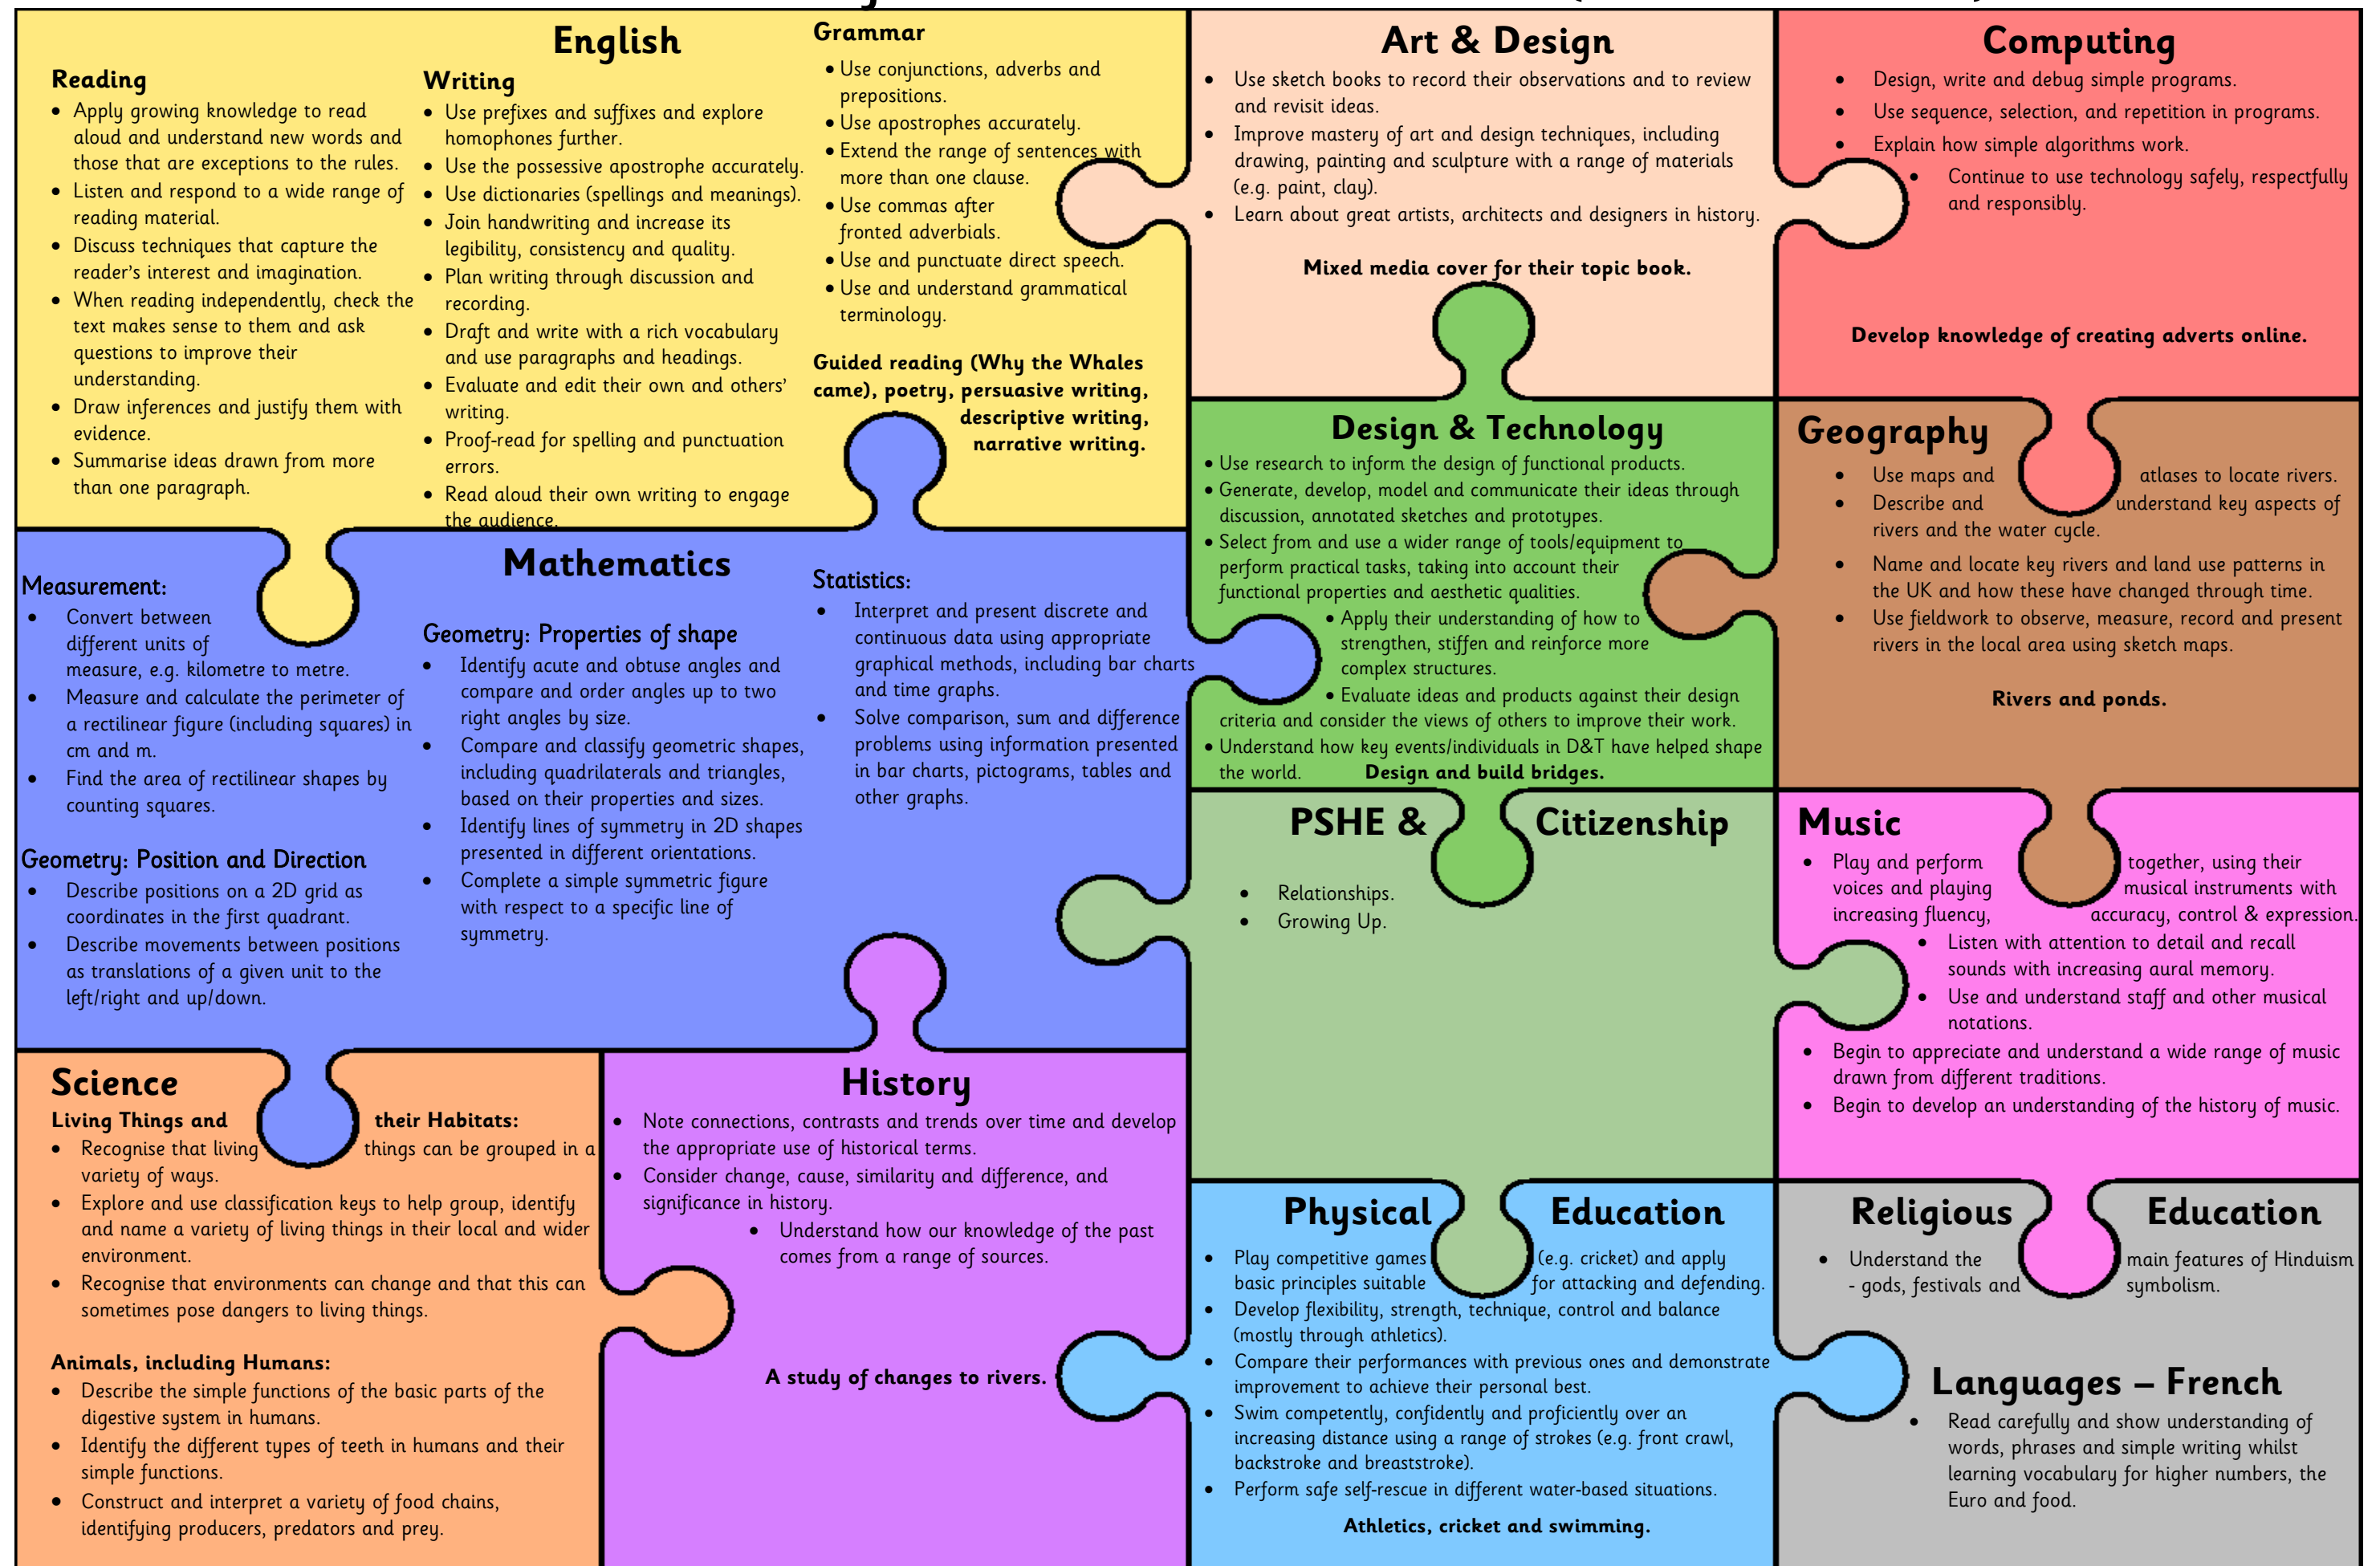 English
Reading
• Apply growing knowledge to read
aloud and understand new words and
those that are exceptions to the rules.
• Listen and respond to a wide range of
reading material.
• Discuss techniques that capture the
reader's interest and imagination.
• When reading independently, check the
text makes sense to them and ask
questions to improve their
understanding.
• Draw inferences and justify them with
evidence.
• Summarise ideas drawn from more
than one paragraph.
Writing
• Use prefixes and suffixes and explore
homophones further.
• Use the possessive apostrophe accurately.
• Use dictionaries (spellings and meanings).
• Join handwriting and increase its
legibility, consistency and quality.
• Plan writing through discussion and
recording.
• Draft and write with a rich vocabulary
and use paragraphs and headings.
• Evaluate and edit their own and others'
writing.
• Proof-read for spelling and punctuation
errors.
• Read aloud their own writing to engage
the audience.
Grammar
• Use conjunctions, adverbs and
prepositions.
• Use apostrophes accurately.
• Extend the range of sentences with
more than one clause.
• Use commas after
fronted adverbials.
• Use and punctuate direct speech.
• Use and understand grammatical
terminology.
Guided reading (Why the Whales
came), poetry, persuasive writing,
descriptive writing,
narrative writing.
Art & Design
• Use sketch books to record their observations and to review
and revisit ideas.
• Improve mastery of art and design techniques, including
drawing, painting and sculpture with a range of materials
(e.g. paint, clay).
• Learn about great artists, architects and designers in history.
Mixed media cover for their topic book.
Computing
• Design, write and debug simple programs.
• Use sequence, selection, and repetition in programs.
• Explain how simple algorithms work.
• Continue to use technology safely, respectfully
and responsibly.
Develop knowledge of creating adverts online.
Design & Technology
• Use research to inform the design of functional products.
• Generate, develop, model and communicate their ideas through
discussion, annotated sketches and prototypes.
• Select from and use a wider range of tools/equipment to
perform practical tasks, taking into account their
functional properties and aesthetic qualities.
• Apply their understanding of how to
strengthen, stiffen and reinforce more
complex structures.
• Evaluate ideas and products against their design
criteria and consider the views of others to improve their work.
• Understand how key events/individuals in D&T have helped shape
the world. Design and build bridges.
Geography
• Use maps and atlases to locate rivers.
• Describe and understand key aspects of
rivers and the water cycle.
• Name and locate key rivers and land use patterns in
the UK and how these have changed through time.
• Use fieldwork to observe, measure, record and present
rivers in the local area using sketch maps.
Rivers and ponds.
Mathematics
Measurement:
• Convert between
different units of
measure, e.g. kilometre to metre.
• Measure and calculate the perimeter of
a rectilinear figure (including squares) in
cm and m.
• Find the area of rectilinear shapes by
counting squares.
Geometry: Position and Direction
• Describe positions on a 2D grid as
coordinates in the first quadrant.
• Describe movements between positions
as translations of a given unit to the
left/right and up/down.
Geometry: Properties of shape
• Identify acute and obtuse angles and
compare and order angles up to two
right angles by size.
• Compare and classify geometric shapes,
including quadrilaterals and triangles,
based on their properties and sizes.
• Identify lines of symmetry in 2D shapes
presented in different orientations.
• Complete a simple symmetric figure
with respect to a specific line of
symmetry.
Statistics:
• Interpret and present discrete and
continuous data using appropriate
graphical methods, including bar charts
and time graphs.
• Solve comparison, sum and difference
problems using information presented
in bar charts, pictograms, tables and
other graphs.
PSHE & Citizenship
• Relationships.
• Growing Up.
Music
• Play and perform together, using their
voices and playing musical instruments with
increasing fluency, accuracy, control & expression.
• Listen with attention to detail and recall
sounds with increasing aural memory.
• Use and understand staff and other musical
notations.
• Begin to appreciate and understand a wide range of music
drawn from different traditions.
• Begin to develop an understanding of the history of music.
Science
Living Things and their Habitats:
• Recognise that living things can be grouped in a
variety of ways.
• Explore and use classification keys to help group, identify
and name a variety of living things in their local and wider
environment.
• Recognise that environments can change and that this can
sometimes pose dangers to living things.
Animals, including Humans:
• Describe the simple functions of the basic parts of the
digestive system in humans.
• Identify the different types of teeth in humans and their
simple functions.
• Construct and interpret a variety of food chains,
identifying producers, predators and prey.
History
• Note connections, contrasts and trends over time and develop
the appropriate use of historical terms.
• Consider change, cause, similarity and difference, and
significance in history.
• Understand how our knowledge of the past
comes from a range of sources.
A study of changes to rivers.
Physical Education
• Play competitive games (e.g. cricket) and apply
basic principles suitable for attacking and defending.
• Develop flexibility, strength, technique, control and balance
(mostly through athletics).
• Compare their performances with previous ones and demonstrate
improvement to achieve their personal best.
• Swim competently, confidently and proficiently over an
increasing distance using a range of strokes (e.g. front crawl,
backstroke and breaststroke).
• Perform safe self-rescue in different water-based situations.
Athletics, cricket and swimming.
Religious Education
• Understand the main features of Hinduism
- gods, festivals and symbolism.
Languages – French
• Read carefully and show understanding of
words, phrases and simple writing whilst
learning vocabulary for higher numbers, the
Euro and food.